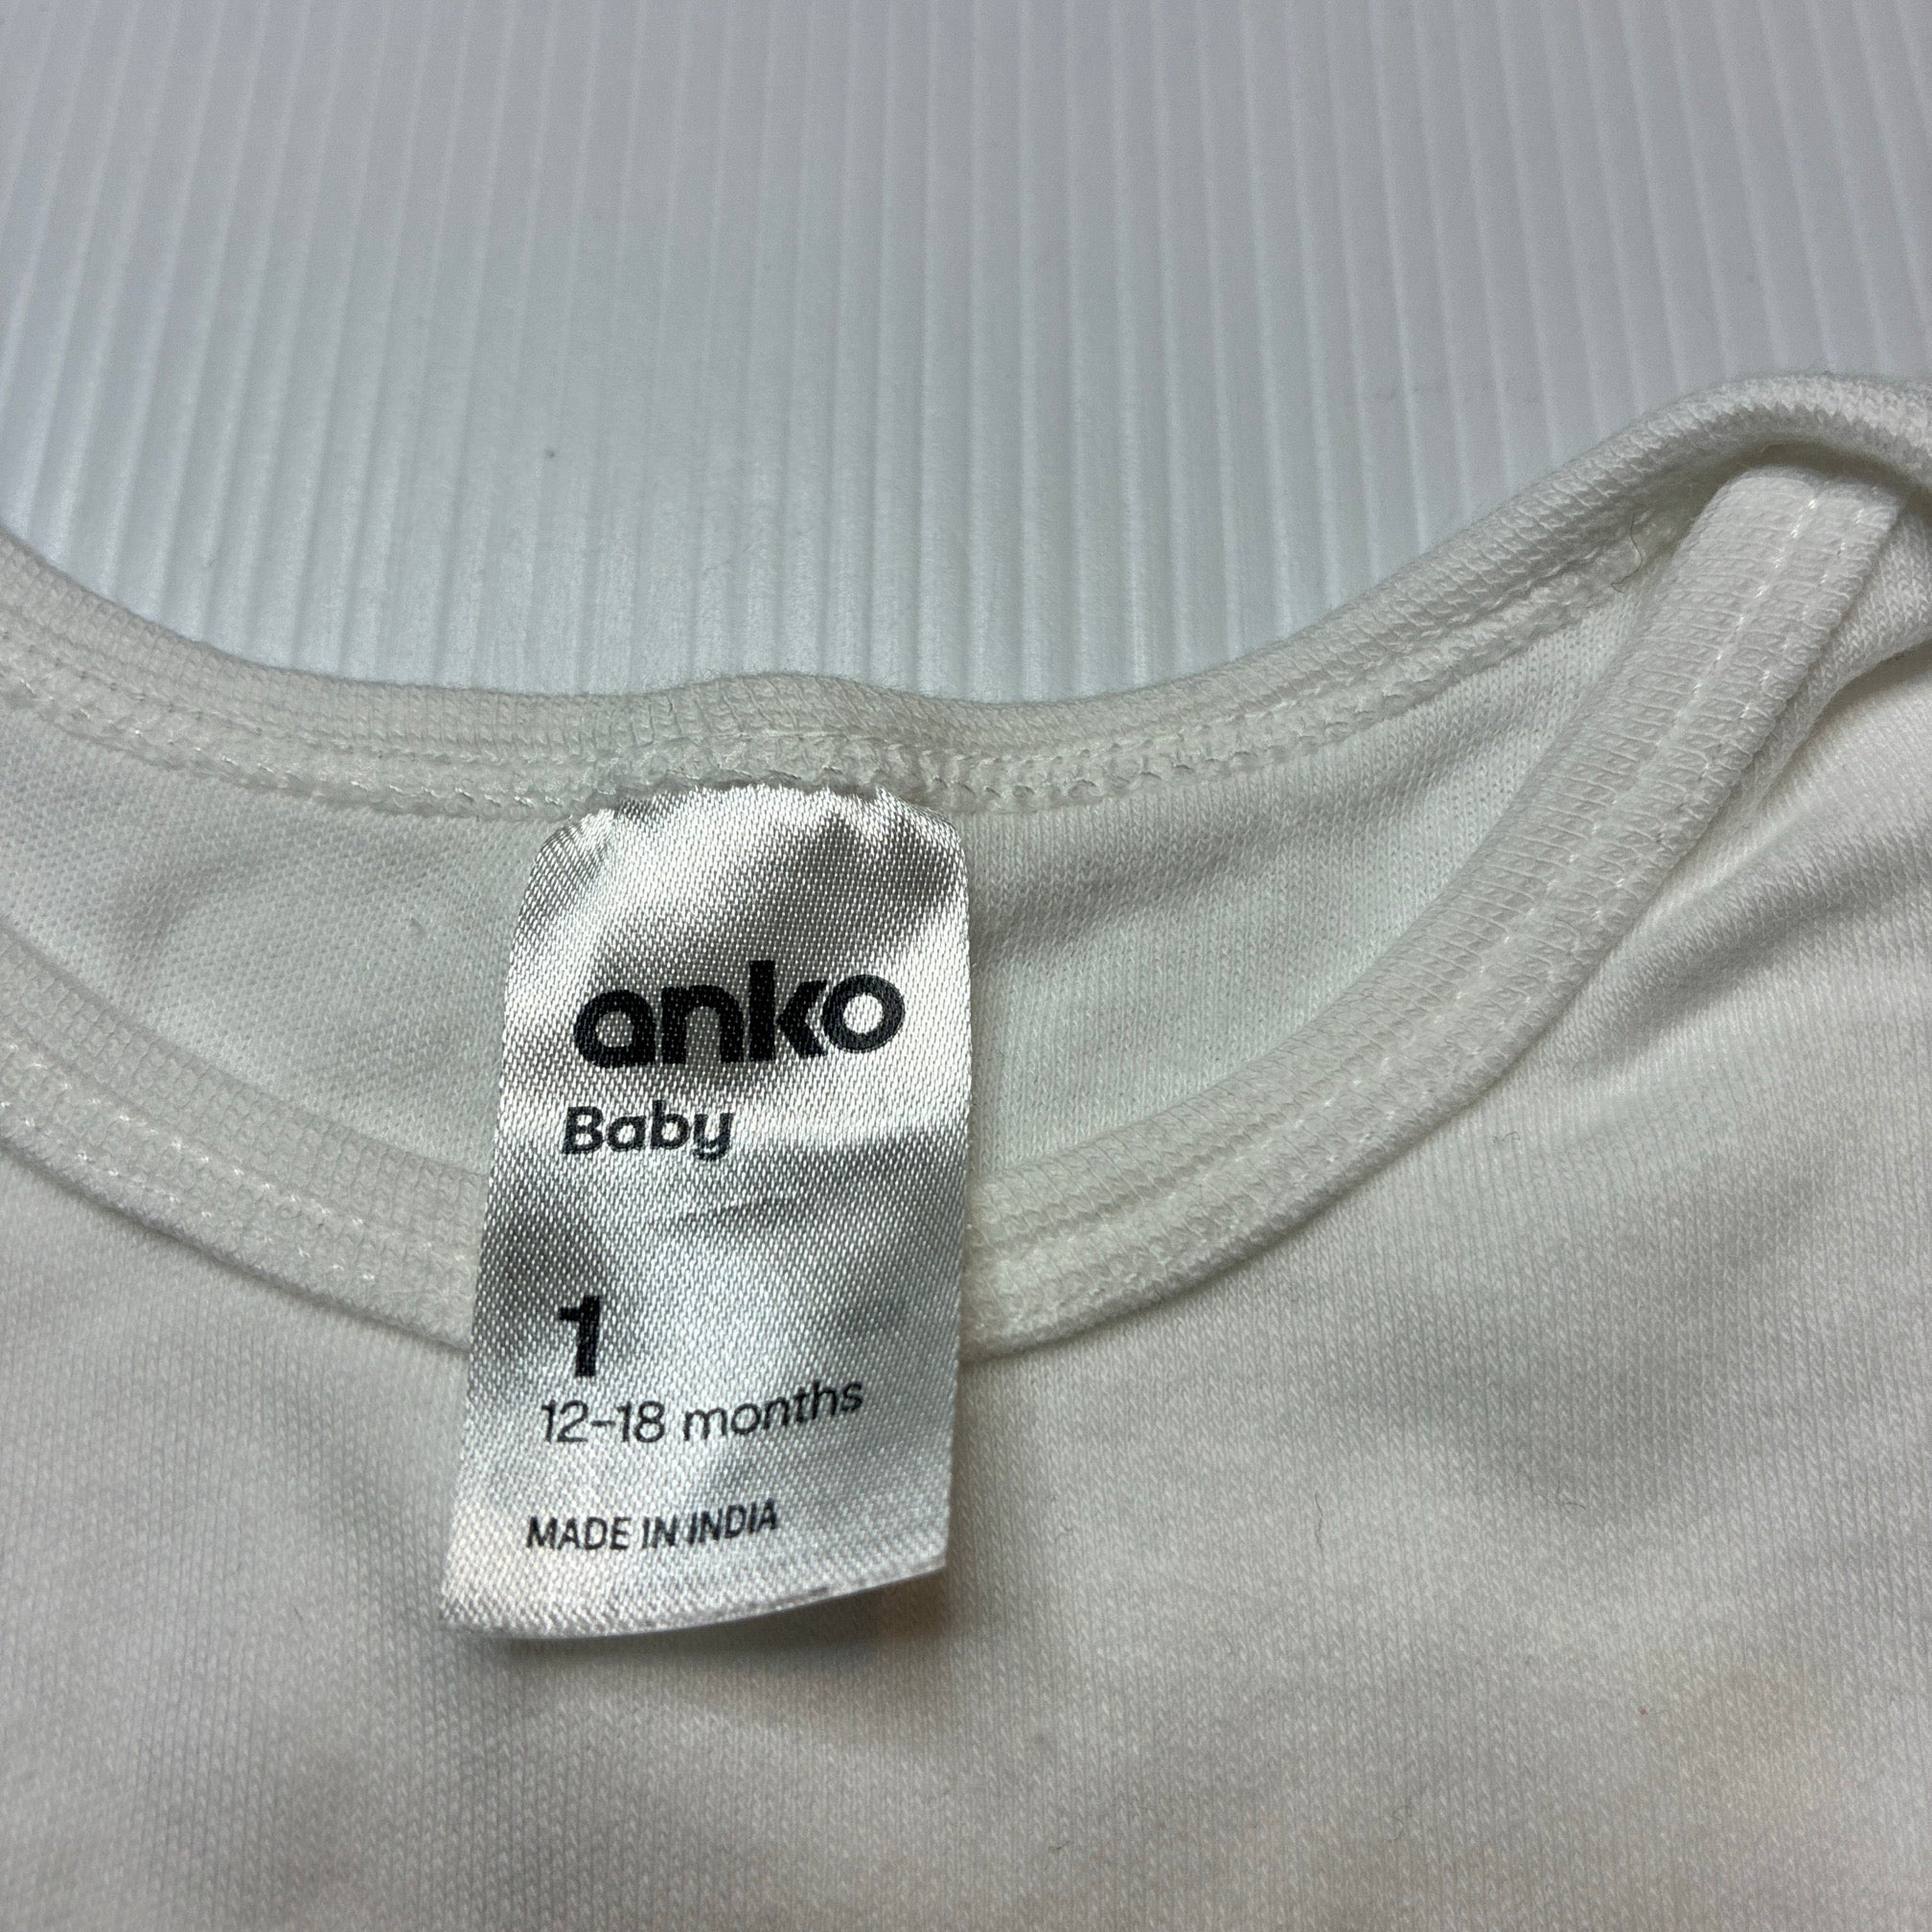 anko
Baby
1
12-18 months
MADE IN INDIA